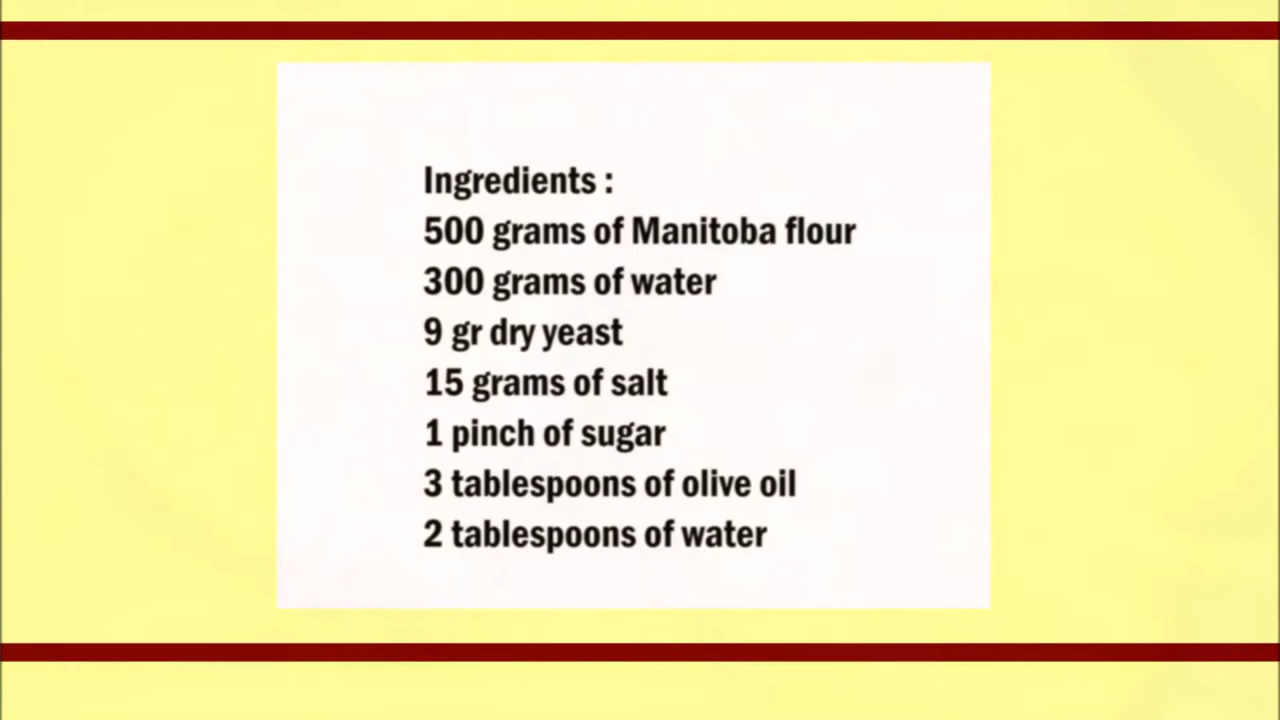 Ingredients :
500 grams of Manitoba flour
300 grams of water
9 gr dry yeast
15 grams of salt
1 pinch of sugar
3 tablespoons of olive oil
2 tablespoons of water